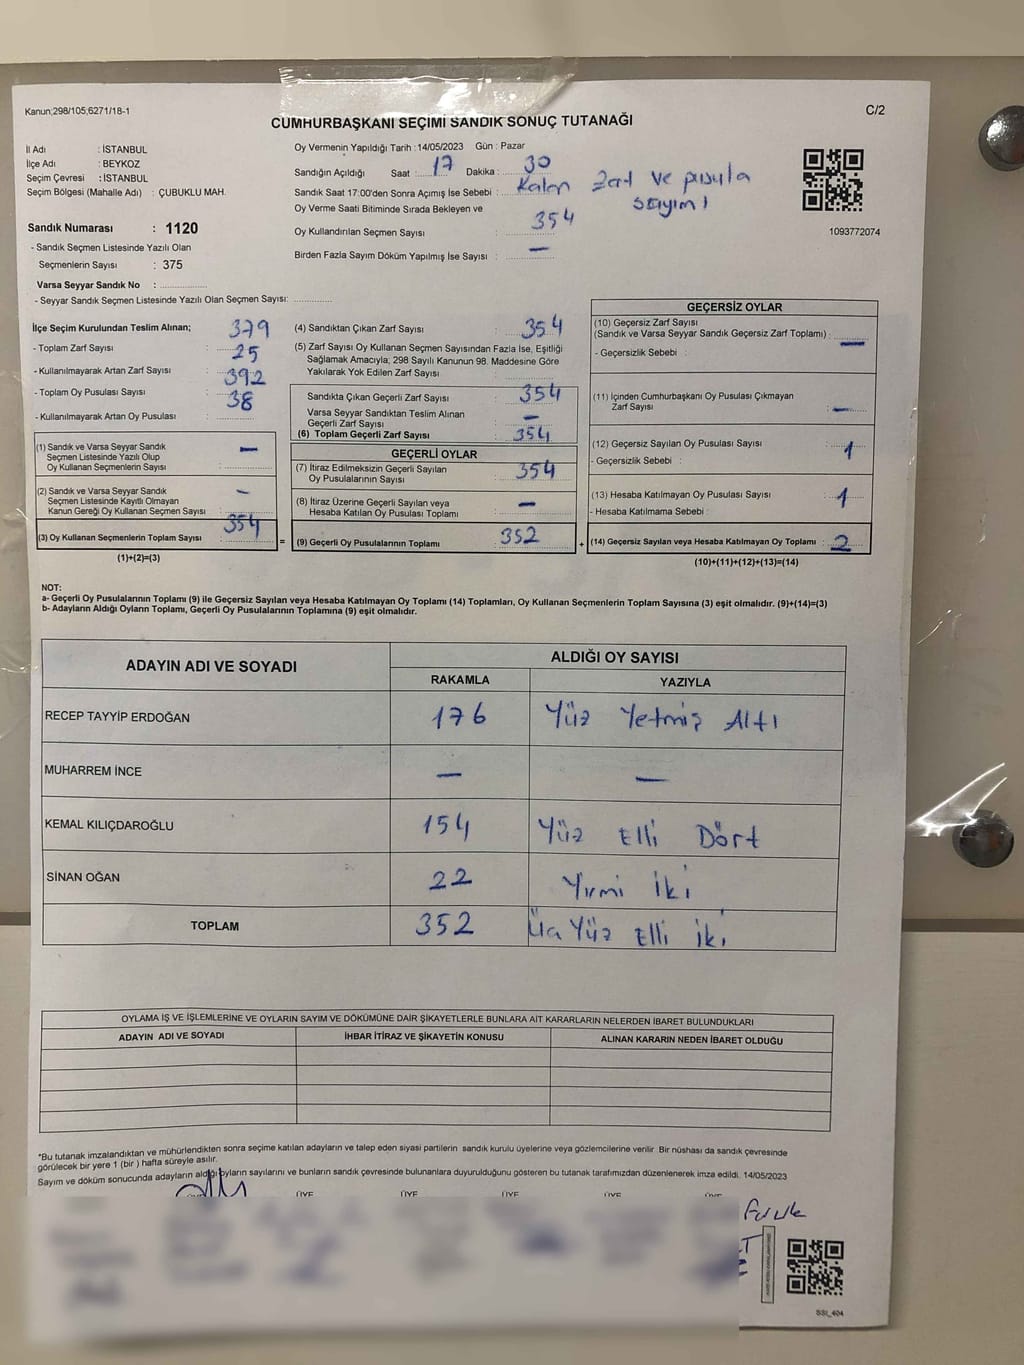 Kanun;298/105;6271/18-1
C/2
CUMHURBAŞKANI SEÇİMİ SANDIK SONUÇ TUTANAĞI
İl Adı : İSTANBUL
İlçe Adı : BEYKOZ
Seçim Çevresi : İSTANBUL
Seçim Bölgesi (Mahalle Adı) : ÇUBUKLU MAH.
Sandık Numarası : 1120
- Sandık Seçmen Listesinde Yazılı Olan
Seçmenlerin Sayısı : 375
Varsa Seyyar Sandık No :
- Seyyar Sandık Seçmen Listesinde Yazılı Olan Seçmen Sayısı:
Oy Vermenin Yapıldığı Tarih :14/05/2023 Gün : Pazar
Sandığın Açıldığı Saat : 17 Dakika : 30
Sandık Saat 17:00'den Sonra Açımış İse Sebebi : Kalan Zarf ve pusula
sayımı
Oy Verme Saati Bitiminde Sırada Bekleyen ve
Oy Kullandırılan Seçmen Sayısı : 354
Birden Fazla Sayım Döküm Yapılmış İse Sayısı : —
1093772074
İlçe Seçim Kurulundan Teslim Alınan;
- Toplam Zarf Sayısı : 379
- Kullanılmayarak Artan Zarf Sayısı : 25
- Toplam Oy Pusulası Sayısı : 392
- Kullanılmayarak Artan Oy Pusulası : 38
(1) Sandık ve Varsa Seyyar Sandık
Seçmen Listesinde Yazılı Olup
Oy Kullanan Seçmenlerin Sayısı : —
(2) Sandık ve Varsa Seyyar Sandık
Seçmen Listesinde Kayıtlı Olmayan
Kanun Gereği Oy Kullanan Seçmen Sayısı : —
(3) Oy Kullanan Seçmenlerin Toplam Sayısı : 354
(1)+(2)=(3)
=
(4) Sandıktan Çıkan Zarf Sayısı : 354
(5) Zarf Sayısı Oy Kullanan Seçmen Sayısından Fazla İse, Eşitliği
Sağlamak Amacıyla; 298 Sayılı Kanunun 98. Maddesine Göre
Yakılarak Yok Edilen Zarf Sayısı :
Sandıkta Çıkan Geçerli Zarf Sayısı : 354
Varsa Seyyar Sandıktan Teslim Alınan
Geçerli Zarf Sayısı : —
(6) Toplam Geçerli Zarf Sayısı : 354
GEÇERLİ OYLAR
(7) İtiraz Edilmeksizin Geçerli Sayılan
Oy Pusulalarının Sayısı : 354
(8) İtiraz Üzerine Geçerli Sayılan veya
Hesaba Katılan Oy Pusulası Toplamı : —
(9) Geçerli Oy Pusulalarının Toplamı : 352
+
GEÇERSİZ OYLAR
(10) Geçersiz Zarf Sayısı
(Sandık ve Varsa Seyyar Sandık Geçersiz Zarf Toplamı) : —
- Geçersizlik Sebebi :
(11) İçinden Cumhurbaşkanı Oy Pusulası Çıkmayan
Zarf Sayısı : —
(12) Geçersiz Sayılan Oy Pusulası Sayısı : 1
- Geçersizlik Sebebi :
(13) Hesaba Katılmayan Oy Pusulası Sayısı : 1
- Hesaba Katılmama Sebebi :
(14) Geçersiz Sayılan veya Hesaba Katılmayan Oy Toplamı : 2
(10)+(11)+(12)+(13)=(14)
NOT:
a- Geçerli Oy Pusulalarının Toplamı (9) ile Geçersiz Sayılan veya Hesaba Katılmayan Oy Toplamı (14) Toplamları, Oy Kullanan Seçmenlerin Toplam Sayısına (3) eşit olmalıdır. (9)+(14)=(3)
b- Adayların Aldığı Oyların Toplamı, Geçerli Oy Pusulalarının Toplamına (9) eşit olmalıdır.
ADAYIN ADI VE SOYADI ALDIĞI OY SAYISI
RAKAMLA YAZIYLA
RECEP TAYYİP ERDOĞAN 176 Yüz Yetmiş Altı
MUHARREM İNCE — —
KEMAL KILIÇDAROĞLU 154 Yüz Elli Dört
SİNAN OĞAN 22 Yirmi İki
TOPLAM 352 Üç Yüz Elli İki
OYLAMA İŞ VE İŞLEMLERİNE VE OYLARIN SAYIM VE DÖKÜMÜNE DAİR ŞİKAYETLERLE BUNLARA AİT KARARLARIN NELERDEN İBARET BULUNDUKLARI
ADAYIN ADI VE SOYADI İHBAR İTİRAZ VE ŞİKAYETİN KONUSU ALINAN KARARIN NEDEN İBARET OLDUĞU
*Bu tutanak imzalandıktan ve mühürlendikten sonra seçime katılan adayların ve talep eden siyasi partilerin sandık kurulu üyelerine veya gözlemcilerine verilir. Bir nüshası da sandık çevresinde
görülecek bir yere 1 (bir ) hafta süreyle asılır.
Sayım ve döküm sonucunda adayların aldığı oyların sayılarını ve bunların sandık çevresinde bulunanlara duyurulduğunu gösteren bu tutanak tarafımızdan düzenlenerek imza edildi. 14/05/2023
ÜYE ÜYE ÜYE ÜYE ÜYE
SSI_404